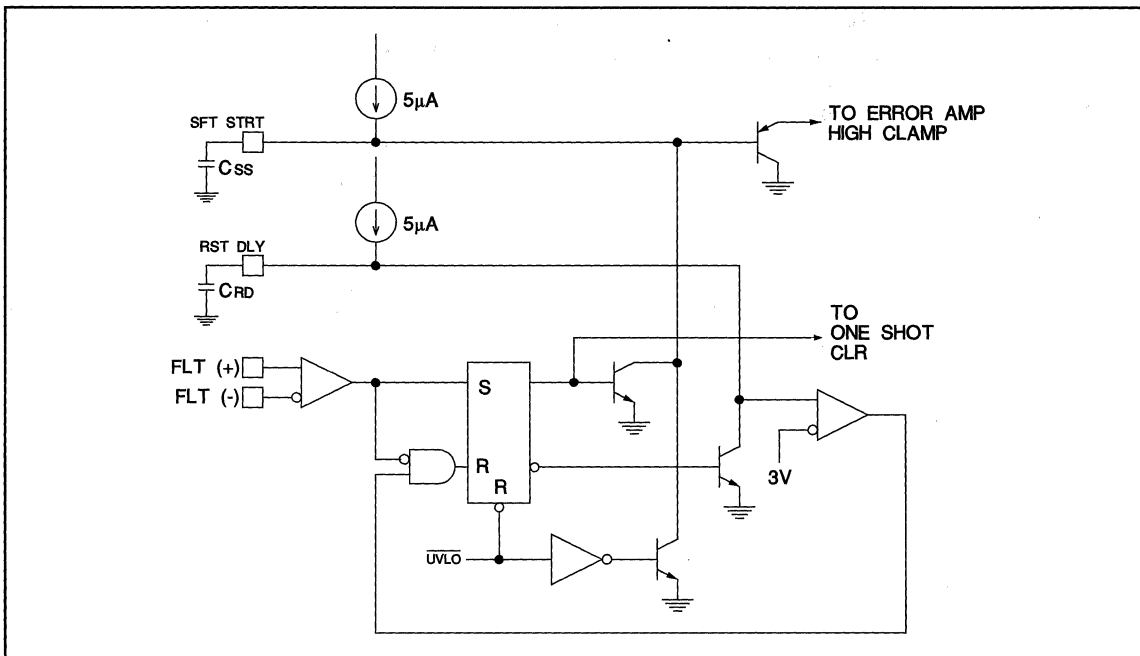 5µA
SFT STRT
CSS
TO ERROR AMP
HIGH CLAMP
5µA
RST DLY
CRD
TO
ONE SHOT
CLR
FLT (+)
FLT (-)
S
R
R
3V
UVLO